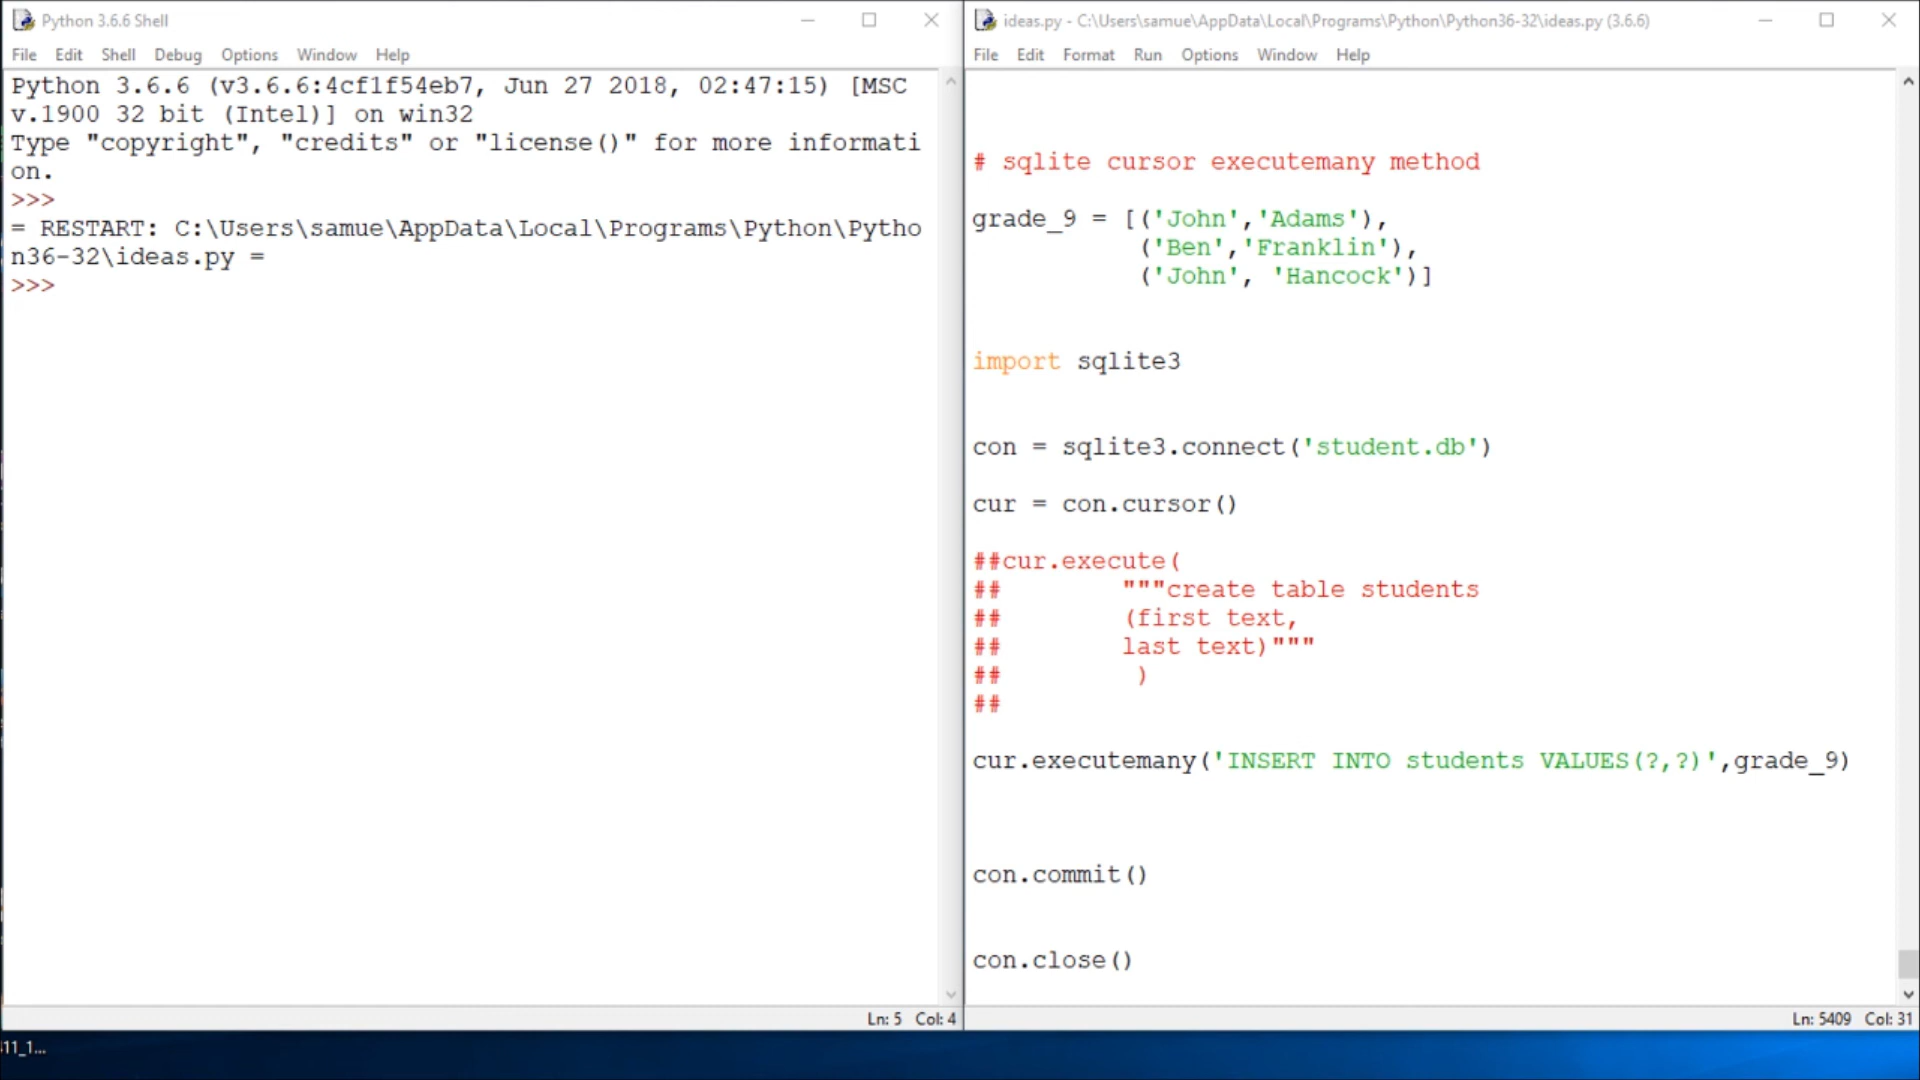 Python 3.6.6 Shell
File Edit Shell Debug Options Window Help
Python 3.6.6 (v3.6.6:4cf1f54eb7, Jun 27 2018, 02:47:15) [MSC
v.1900 32 bit (Intel)] on win32
Type "copyright", "credits" or "license()" for more informati
on.
>>>
= RESTART: C:\Users\samue\AppData\Local\Programs\Python\Pytho
n36-32\ideas.py =
>>>
Ln: 5 Col: 4
ideas.py - C:\Users\samue\AppData\Local\Programs\Python\Python36-32\ideas.py (3.6.6)
File Edit Format Run Options Window Help
# sqlite cursor executemany method
grade_9 = [('John','Adams'),
('Ben','Franklin'),
('John', 'Hancock')]
import sqlite3
con = sqlite3.connect('student.db')
cur = con.cursor()
##cur.execute(
##        """create table students
##        (first text,
##        last text)"""
##         )
##
cur.executemany('INSERT INTO students VALUES(?,?)',grade_9)
con.commit()
con.close()
Ln: 5409 Col: 31
11_1...